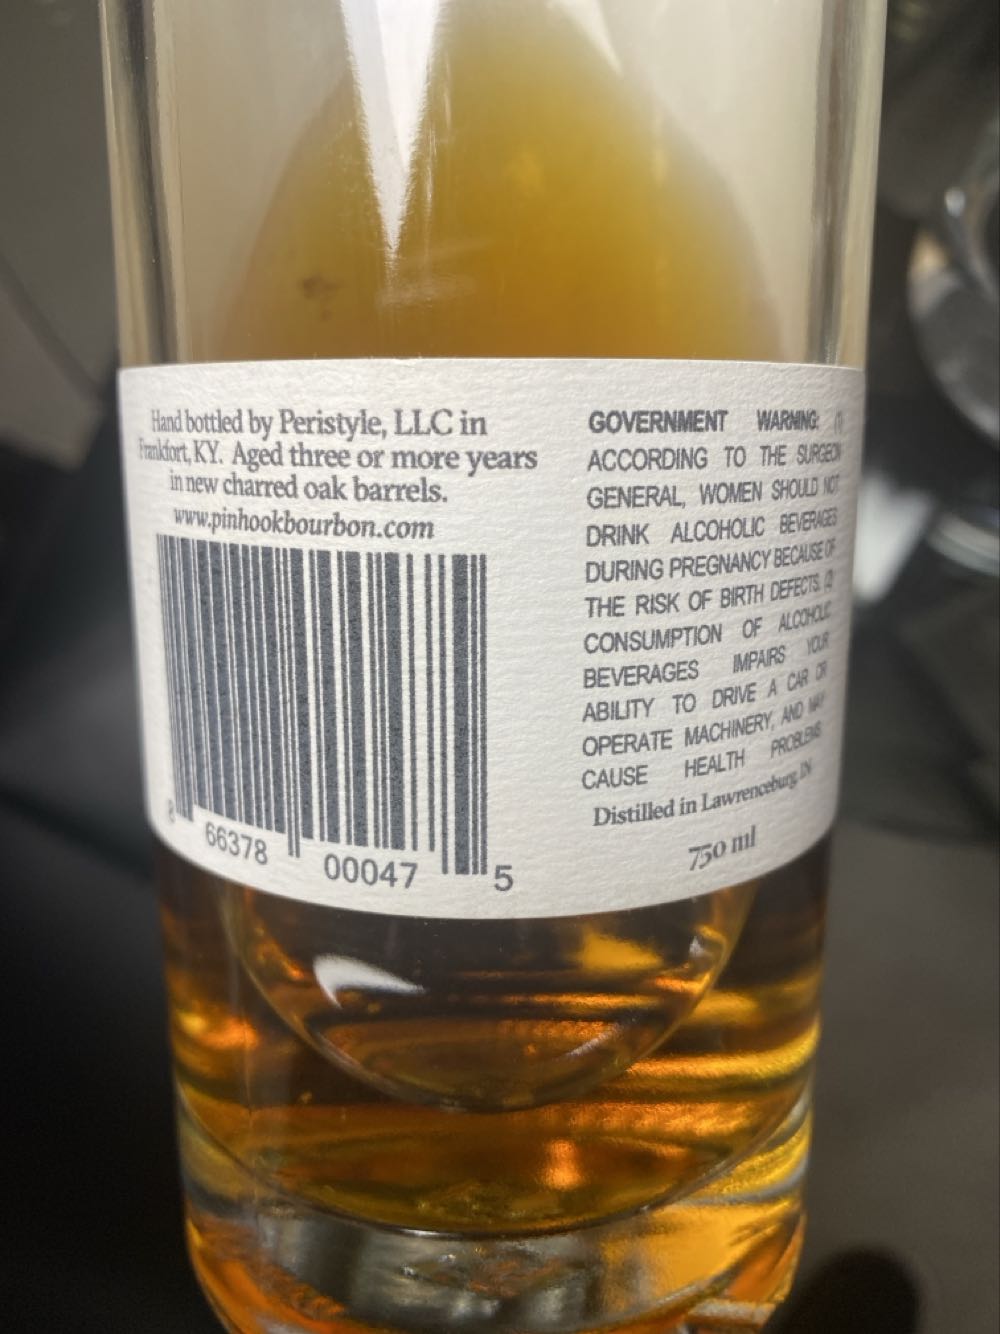 Hand bottled by Peristyle, LLC in
Frankfort, KY. Aged three or more years
in new charred oak barrels.
www.pinhookbourbon.com
8 66378 00047 5
GOVERNMENT WARNING: (1)
ACCORDING TO THE SURGEON
GENERAL, WOMEN SHOULD NOT
DRINK ALCOHOLIC BEVERAGES
DURING PREGNANCY BECAUSE OF
THE RISK OF BIRTH DEFECTS. (2)
CONSUMPTION OF ALCOHOLIC
BEVERAGES IMPAIRS YOUR
ABILITY TO DRIVE A CAR OR
OPERATE MACHINERY, AND MAY
CAUSE HEALTH PROBLEMS
Distilled in Lawrenceburg, IN
750 ml